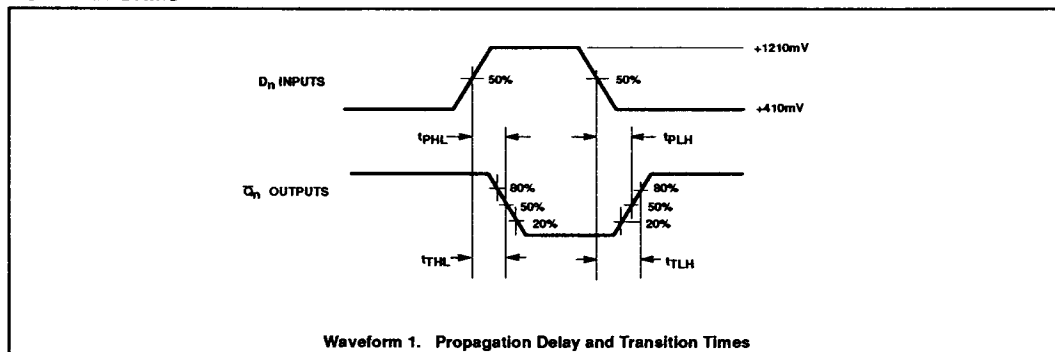 +1210mV
Dn INPUTS
50%
50%
+410mV
tPHL
tPLH
Q̅n OUTPUTS
80%
50%
20%
80%
50%
20%
tTHL
tTLH
Waveform 1. Propagation Delay and Transition Times